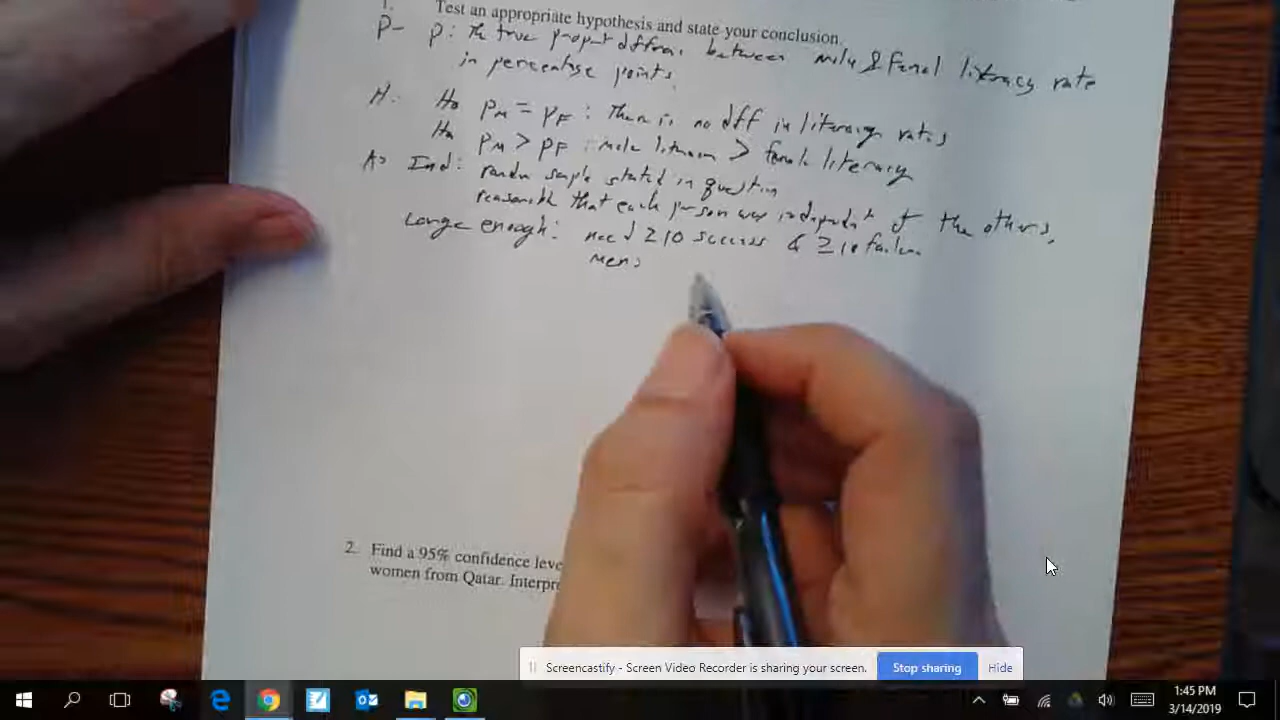 1. Test an appropriate hypothesis and state your conclusion.
P- p: the true between male & femal literacy rate
in percentage points.
H: Ho PM = PF : There is no diff in literacy rates
Ha PM > PF : male > female literacy
A: Ind: random sample stated in question
reasonable that each person was independent of the others,
Large enough: need ≥10 success & ≥10 failure
Men:
2. Find a 95% confidence leve
women from Qatar. Interpre
Screencastify - Screen Video Recorder is sharing your screen. Stop sharing Hide
1:45 PM
3/14/2019